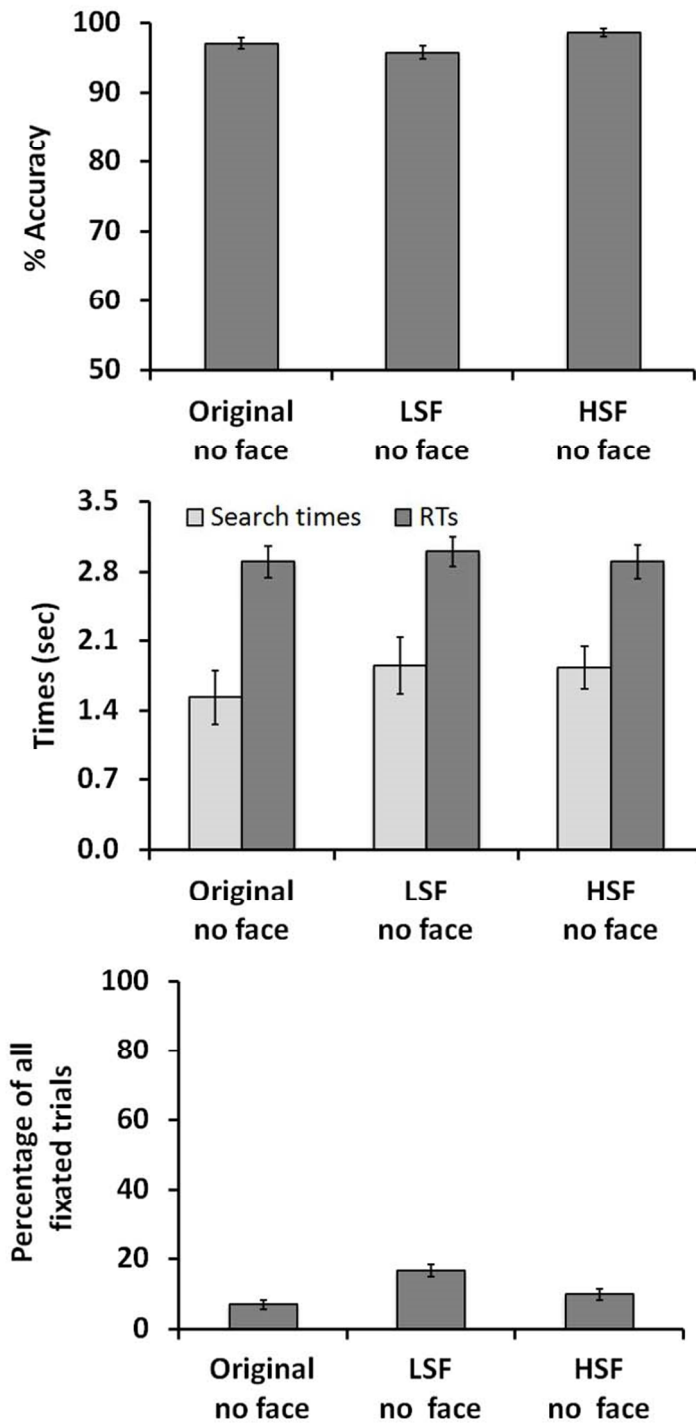 100
90
80
70
60
50
% Accuracy
Original LSF HSF
no face no face no face
3.5
2.8
2.1
1.4
0.7
0.0
Times (sec)
Search times RTs
Original LSF HSF
no face no face no face
100
80
60
40
20
0
Percentage of all
fixated trials
Original LSF HSF
no face no face no face